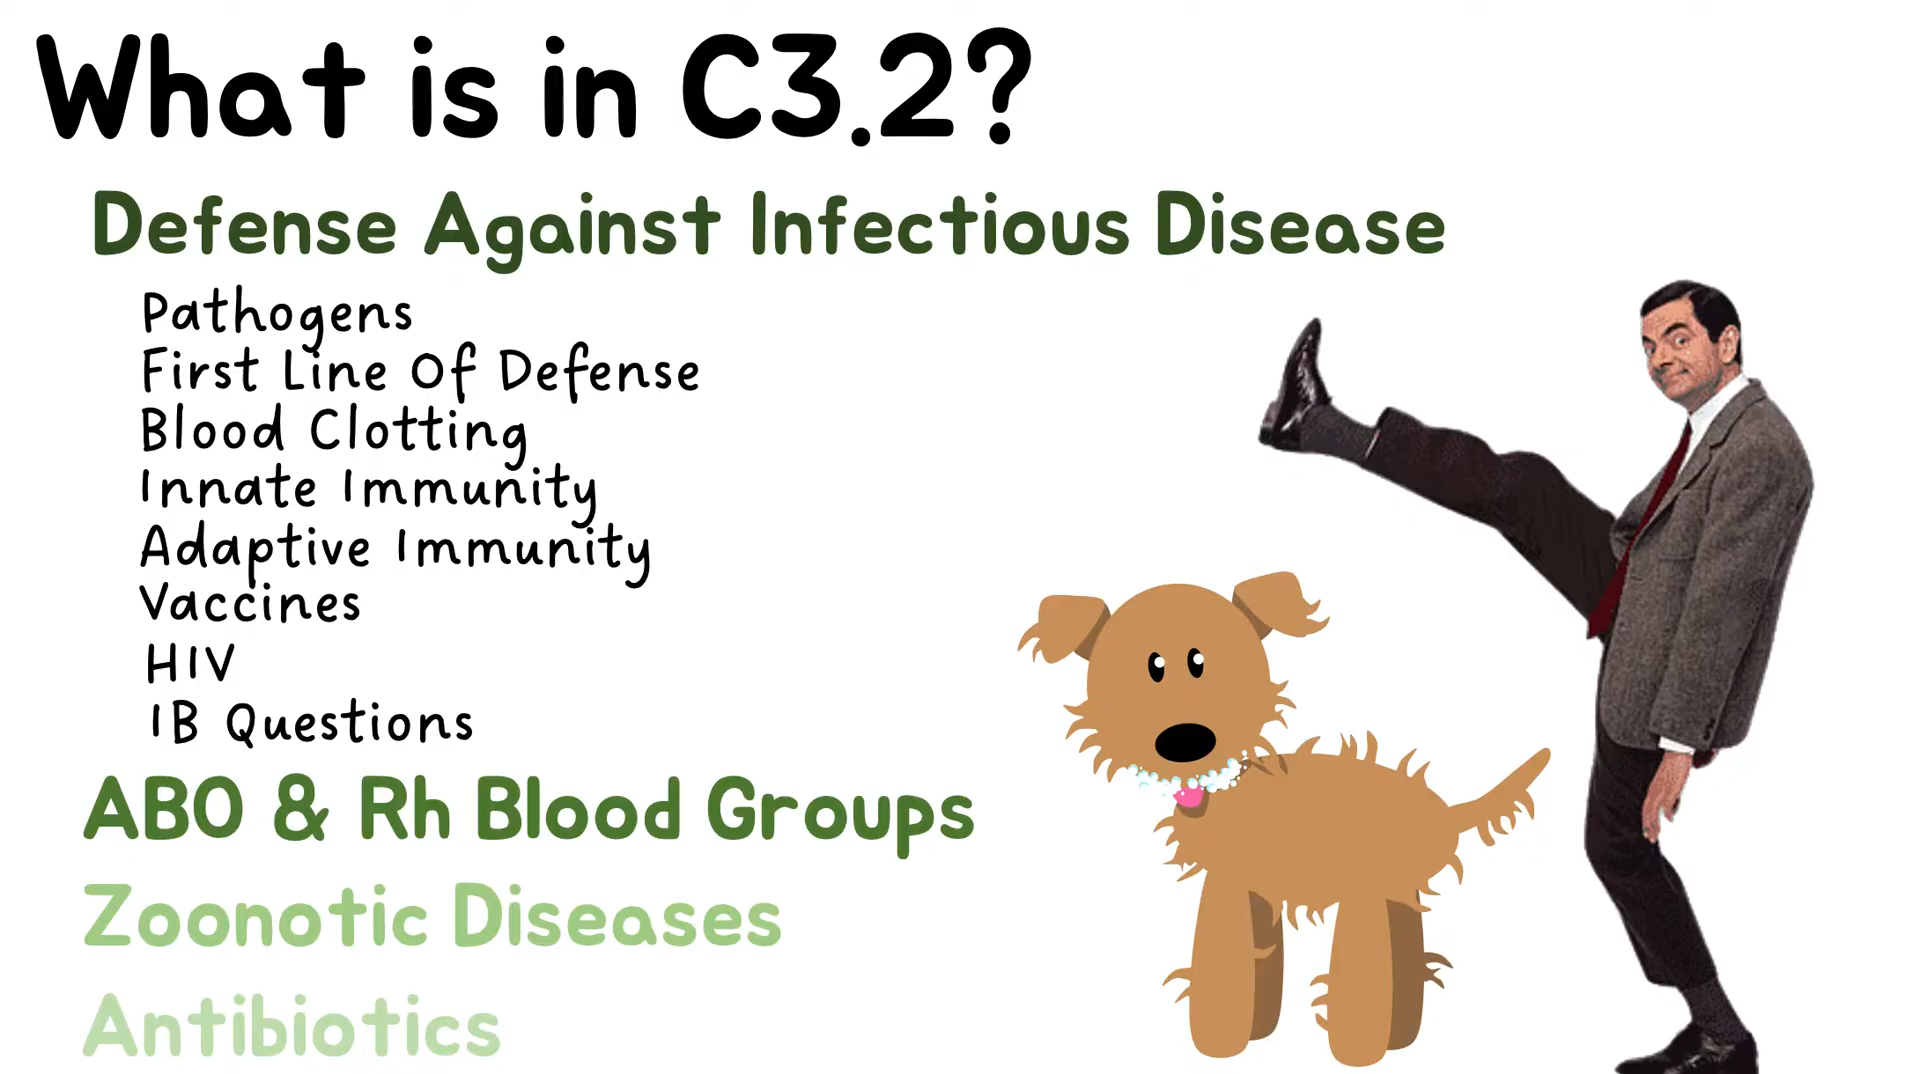 What is in C3.2?
Defense Against Infectious Disease
Pathogens
First Line Of Defense
Blood Clotting
Innate Immunity
Adaptive Immunity
Vaccines
HIV
IB Questions
ABO & Rh Blood Groups
Zoonotic Diseases
Antibiotics